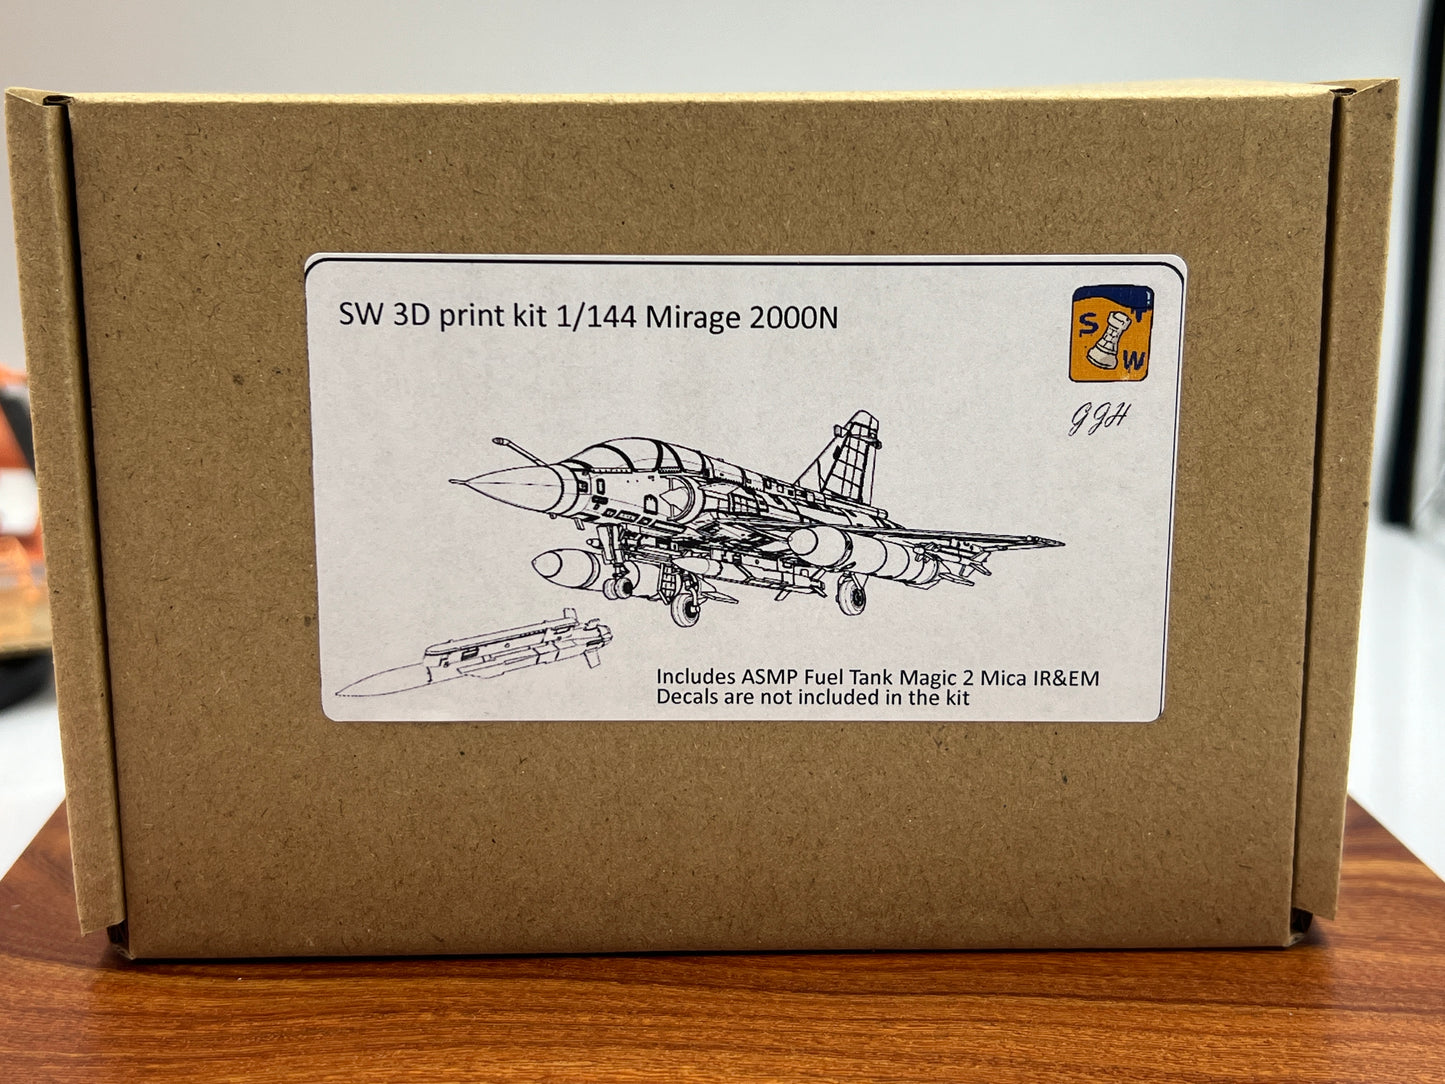 SW 3D print kit 1/144 Mirage 2000N
S
W
GJH
Includes ASMP Fuel Tank Magic 2 Mica IR&EM
Decals are not included in the kit